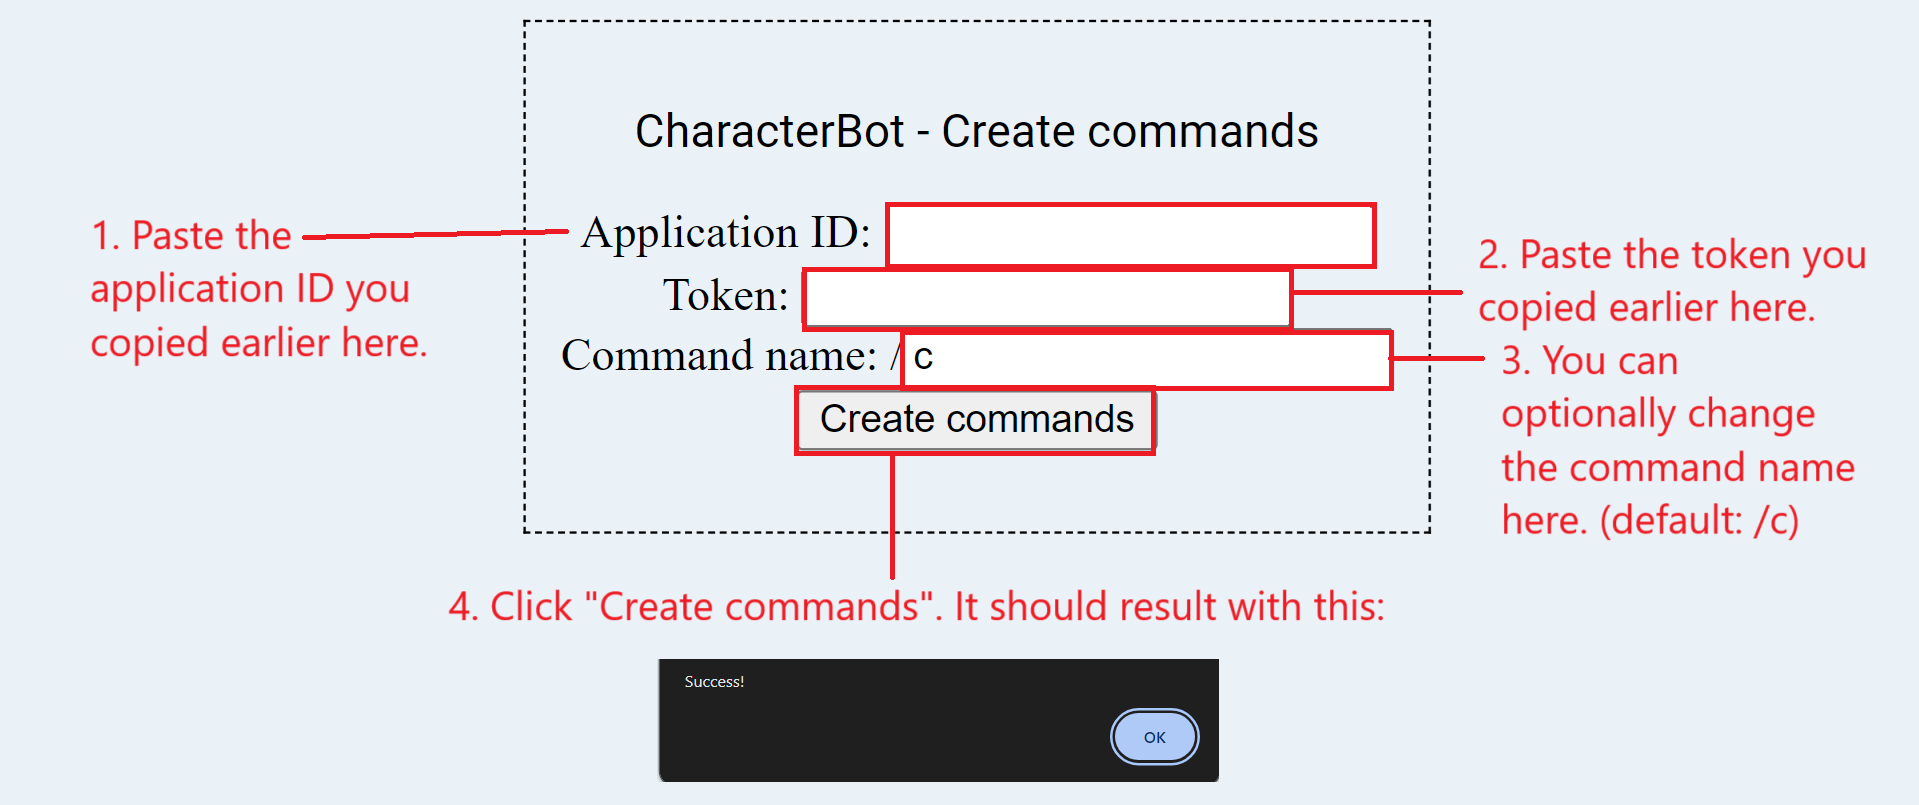 CharacterBot - Create commands
1. Paste the
application ID you
copied earlier here.
Application ID:
Token:
2. Paste the token you
copied earlier here.
Command name: /c
3. You can
optionally change
the command name
here. (default: /c)
Create commands
4. Click "Create commands". It should result with this:
Success!
OK